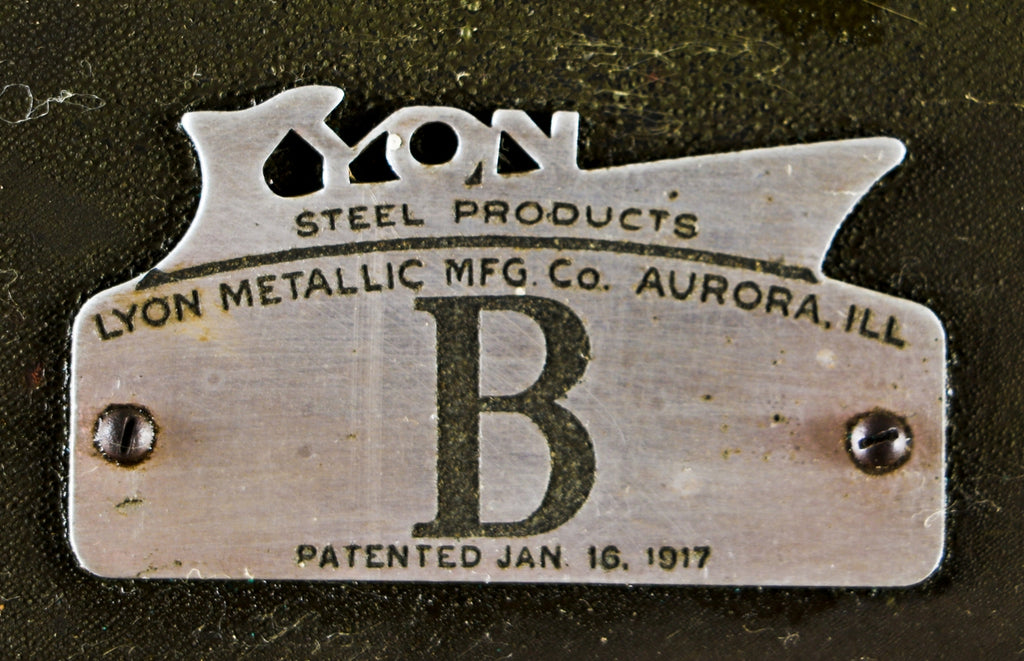 LYON
STEEL PRODUCTS
LYON METALLIC MFG. Co. AURORA, ILL
B
PATENTED JAN. 16, 1917